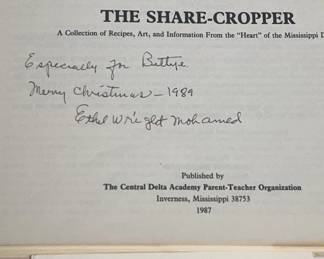 THE SHARE-CROPPER
A Collection of Recipes, Art, and Information From the "Heart" of the Mississippi
Especially for Bettye
Merry Christmas - 1989
Ethel Wright Mohamed
Published by
The Central Delta Academy Parent-Teacher Organization
Inverness, Mississippi 38753
1987